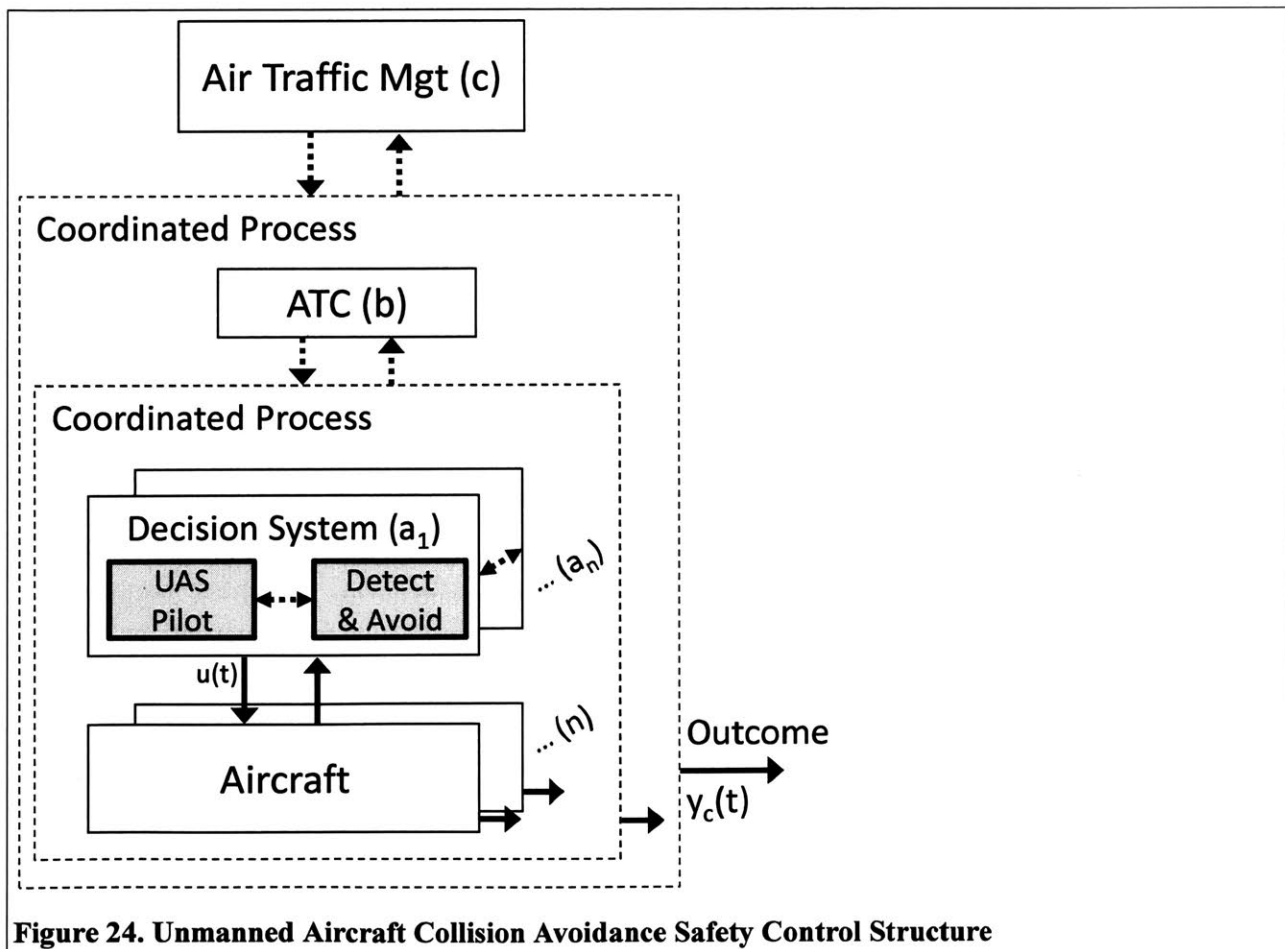 Air Traffic Mgt (c)
Coordinated Process
ATC (b)
Coordinated Process
Decision System (a₁)
UAS
Pilot
Detect
& Avoid
... (aₙ)
u(t)
... (n)
Aircraft
Outcome
y꜀(t)
Figure 24. Unmanned Aircraft Collision Avoidance Safety Control Structure